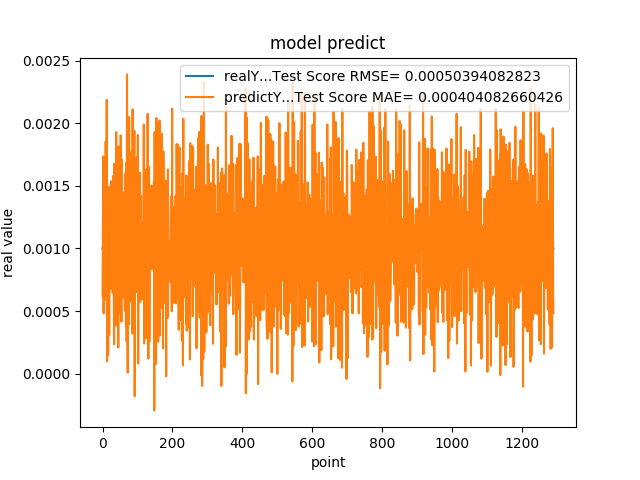 model predict
realY...Test Score RMSE= 0.00050394082823
predictY...Test Score MAE= 0.000404082660426
0.0025
0.0020
0.0015
0.0010
0.0005
0.0000
real value
0 200 400 600 800 1000 1200
point